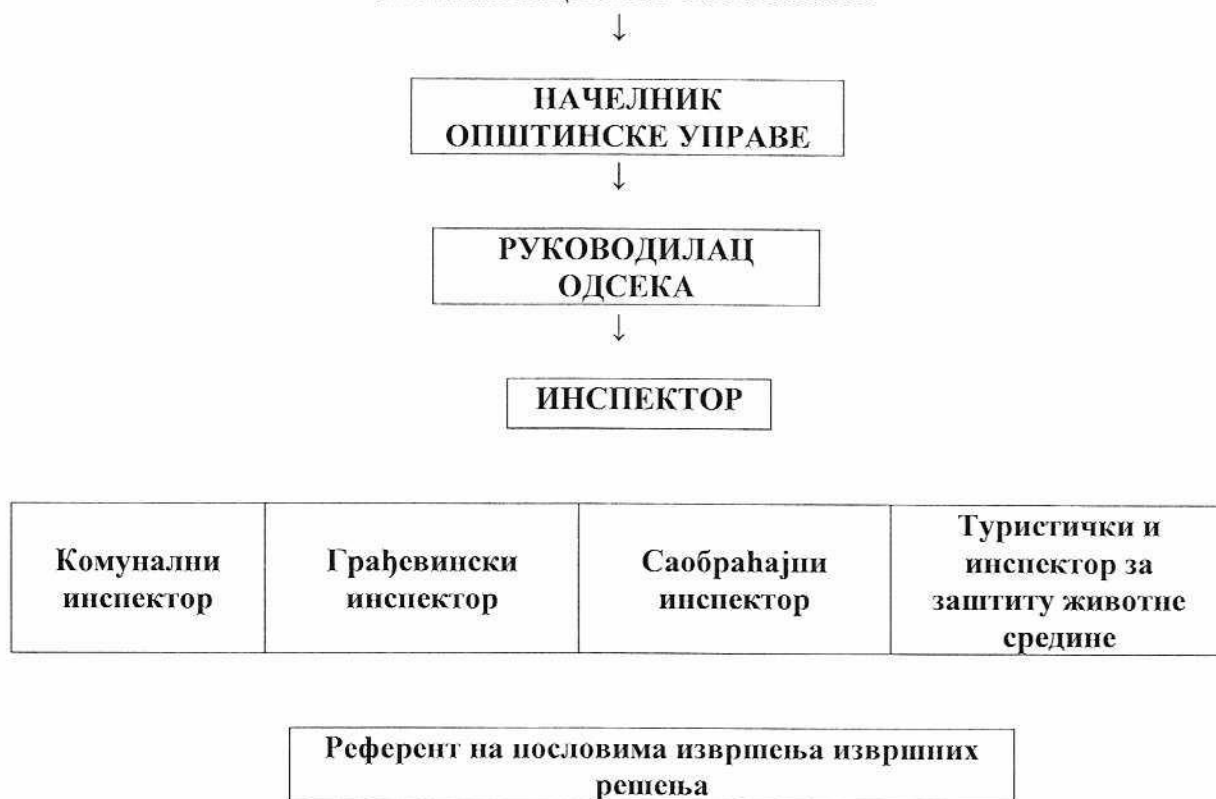 ↓
НАЧЕЛНИК
ОПШТИНСКЕ УПРАВЕ
↓
РУКОВОДИЛАЦ
ОДСЕКА
↓
ИНСПЕКТОР
Комунални
инспектор
Грађевински
инспектор
Саобраћајни
инспектор
Туристички и
инспектор за
заштиту животне
средине
Референт на пословима извршења извршних
решења